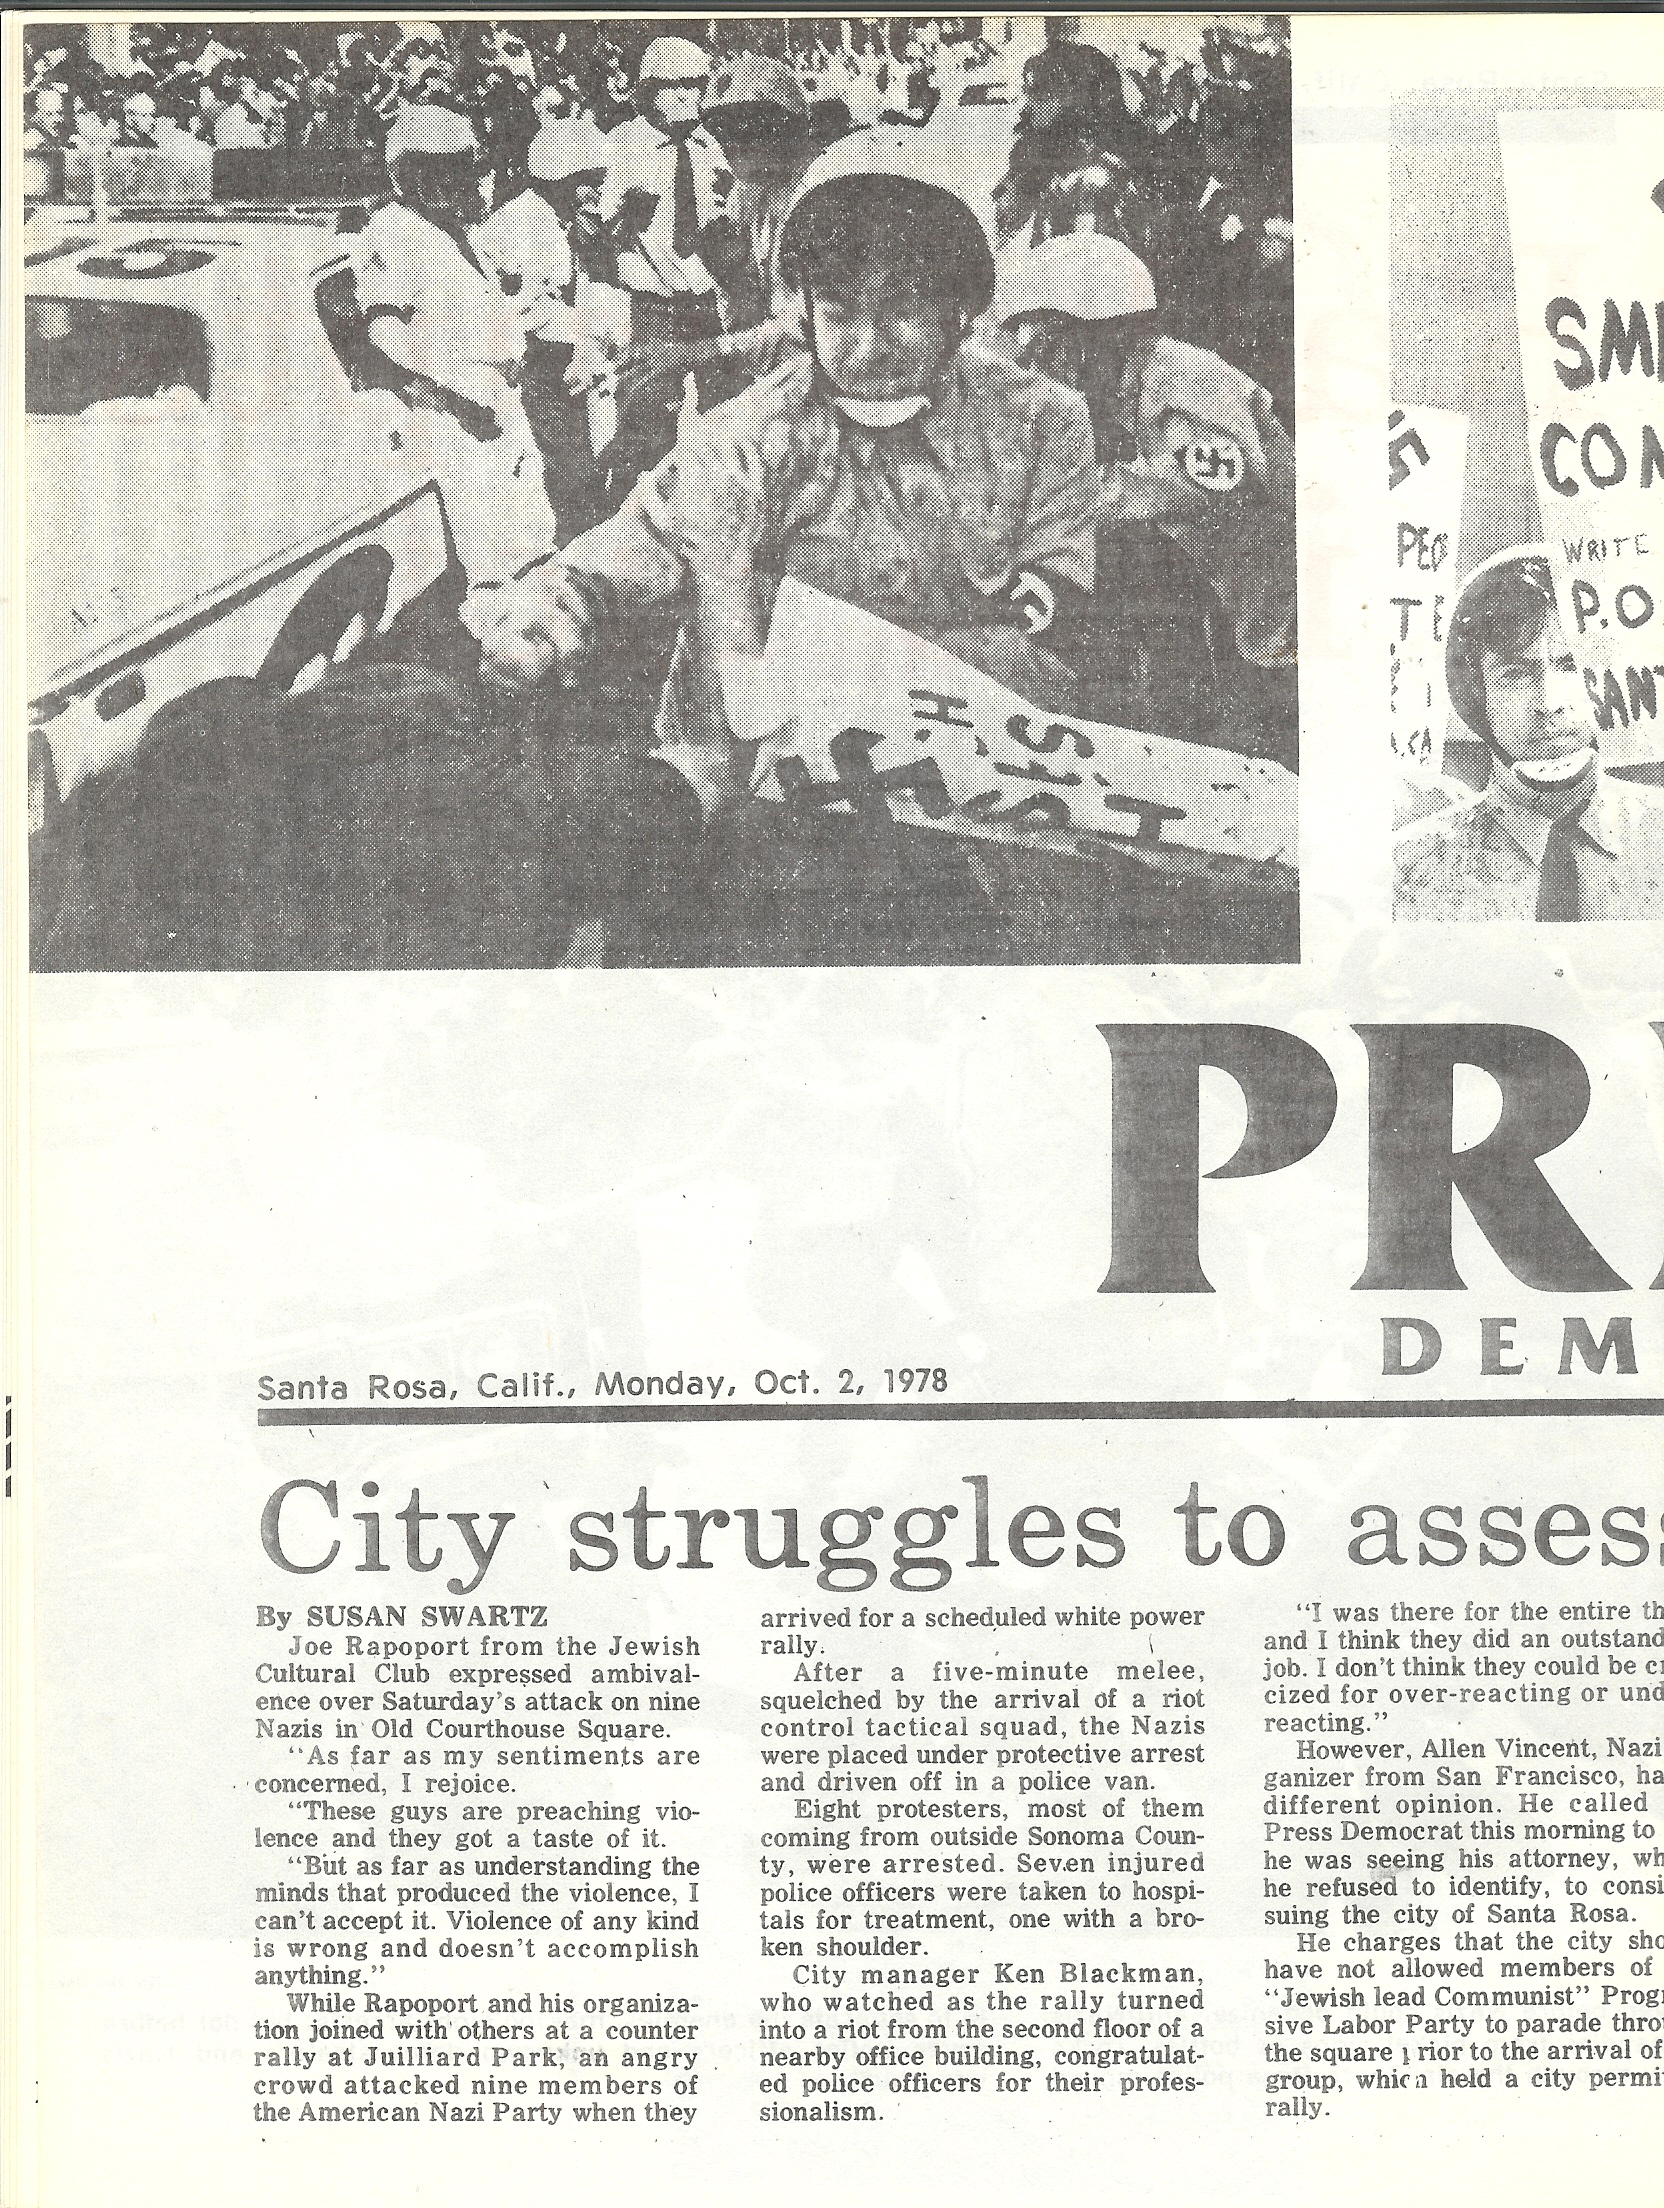 SM
CON
WRITE
P.O
SANT
PEO
TE
PR
DEM
Santa Rosa, Calif., Monday, Oct. 2, 1978
City struggles to assess
By SUSAN SWARTZ
Joe Rapoport from the Jewish
Cultural Club expressed ambival-
ence over Saturday's attack on nine
Nazis in Old Courthouse Square.
"As far as my sentiments are
concerned, I rejoice.
"These guys are preaching vio-
lence and they got a taste of it.
"But as far as understanding the
minds that produced the violence, I
can't accept it. Violence of any kind
is wrong and doesn't accomplish
anything."
While Rapoport and his organiza-
tion joined with others at a counter
rally at Juilliard Park, an angry
crowd attacked nine members of
the American Nazi Party when they
arrived for a scheduled white power
rally.
After a five-minute melee,
squelched by the arrival of a riot
control tactical squad, the Nazis
were placed under protective arrest
and driven off in a police van.
Eight protesters, most of them
coming from outside Sonoma Coun-
ty, were arrested. Seven injured
police officers were taken to hospi-
tals for treatment, one with a bro-
ken shoulder.
City manager Ken Blackman,
who watched as the rally turned
into a riot from the second floor of a
nearby office building, congratulat-
ed police officers for their profes-
sionalism.
"I was there for the entire th
and I think they did an outstand
job. I don't think they could be cr
cized for over-reacting or und
reacting."
However, Allen Vincent, Nazi
ganizer from San Francisco, ha
different opinion. He called
Press Democrat this morning to
he was seeing his attorney, wh
he refused to identify, to consi
suing the city of Santa Rosa.
He charges that the city sho
have not allowed members of
"Jewish lead Communist" Progr
sive Labor Party to parade thro
the square prior to the arrival of
group, which held a city permi
rally.